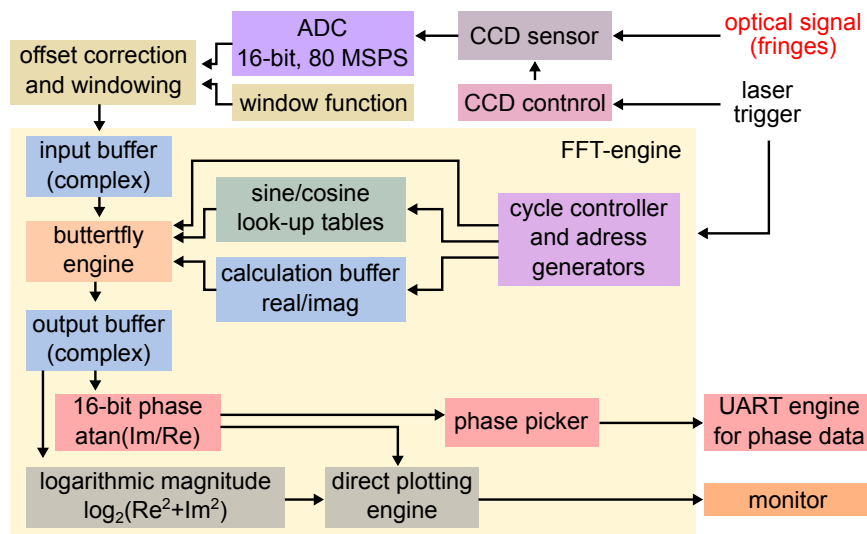 ADC
16-bit, 80 MSPS
CCD sensor
optical signal
(fringes)
offset correction
and windowing
window function
CCD contnrol
laser
trigger
input buffer
(complex)
FFT-engine
sine/cosine
look-up tables
cycle controller
and adress
generators
buttertfly
engine
calculation buffer
real/imag
output buffer
(complex)
16-bit phase
atan(Im/Re)
phase picker
UART engine
for phase data
logarithmic magnitude
log₂(Re²+Im²)
direct plotting
engine
monitor